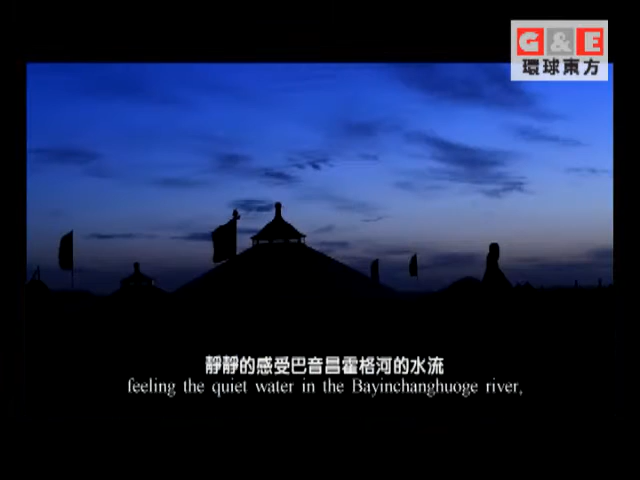 G&E
環球東方
靜靜的感受巴音昌霍格河的水流
feeling the quiet water in the Bayinchanghuoge river,